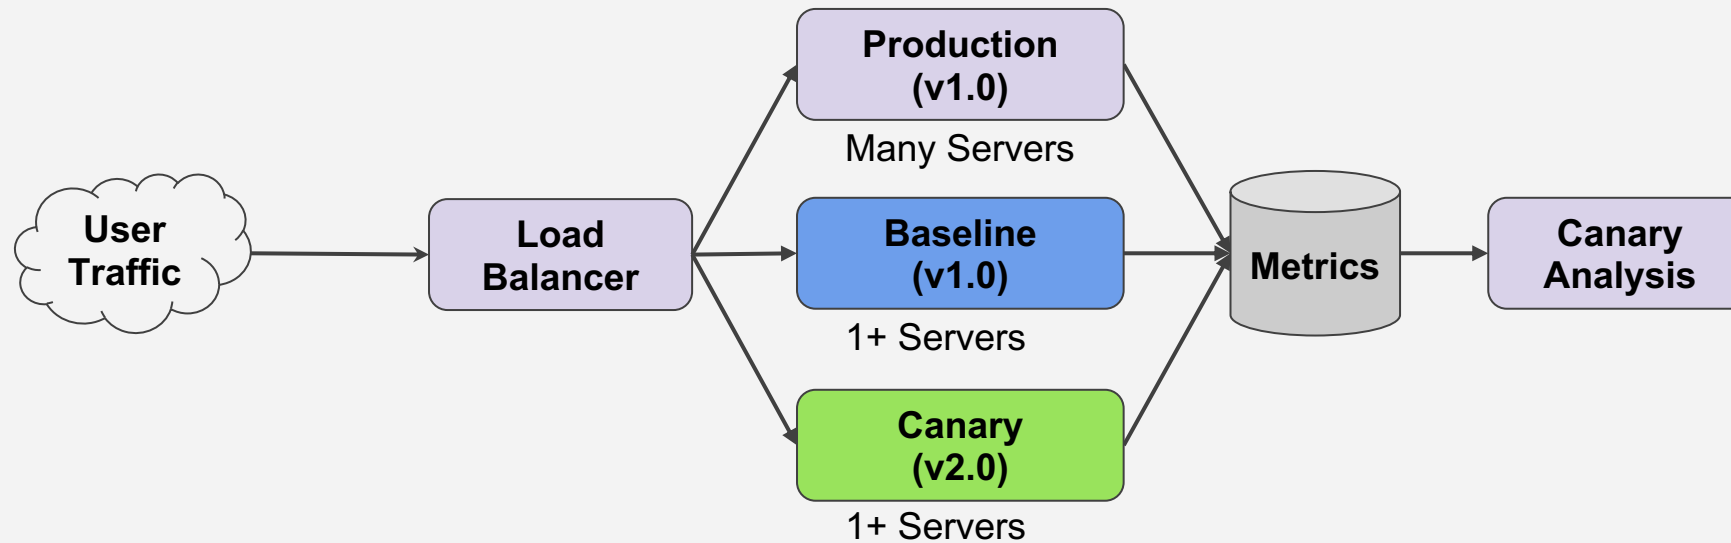 User
Traffic
Load
Balancer
Production
(v1.0)
Many Servers
Baseline
(v1.0)
1+ Servers
Canary
(v2.0)
1+ Servers
Metrics
Canary
Analysis